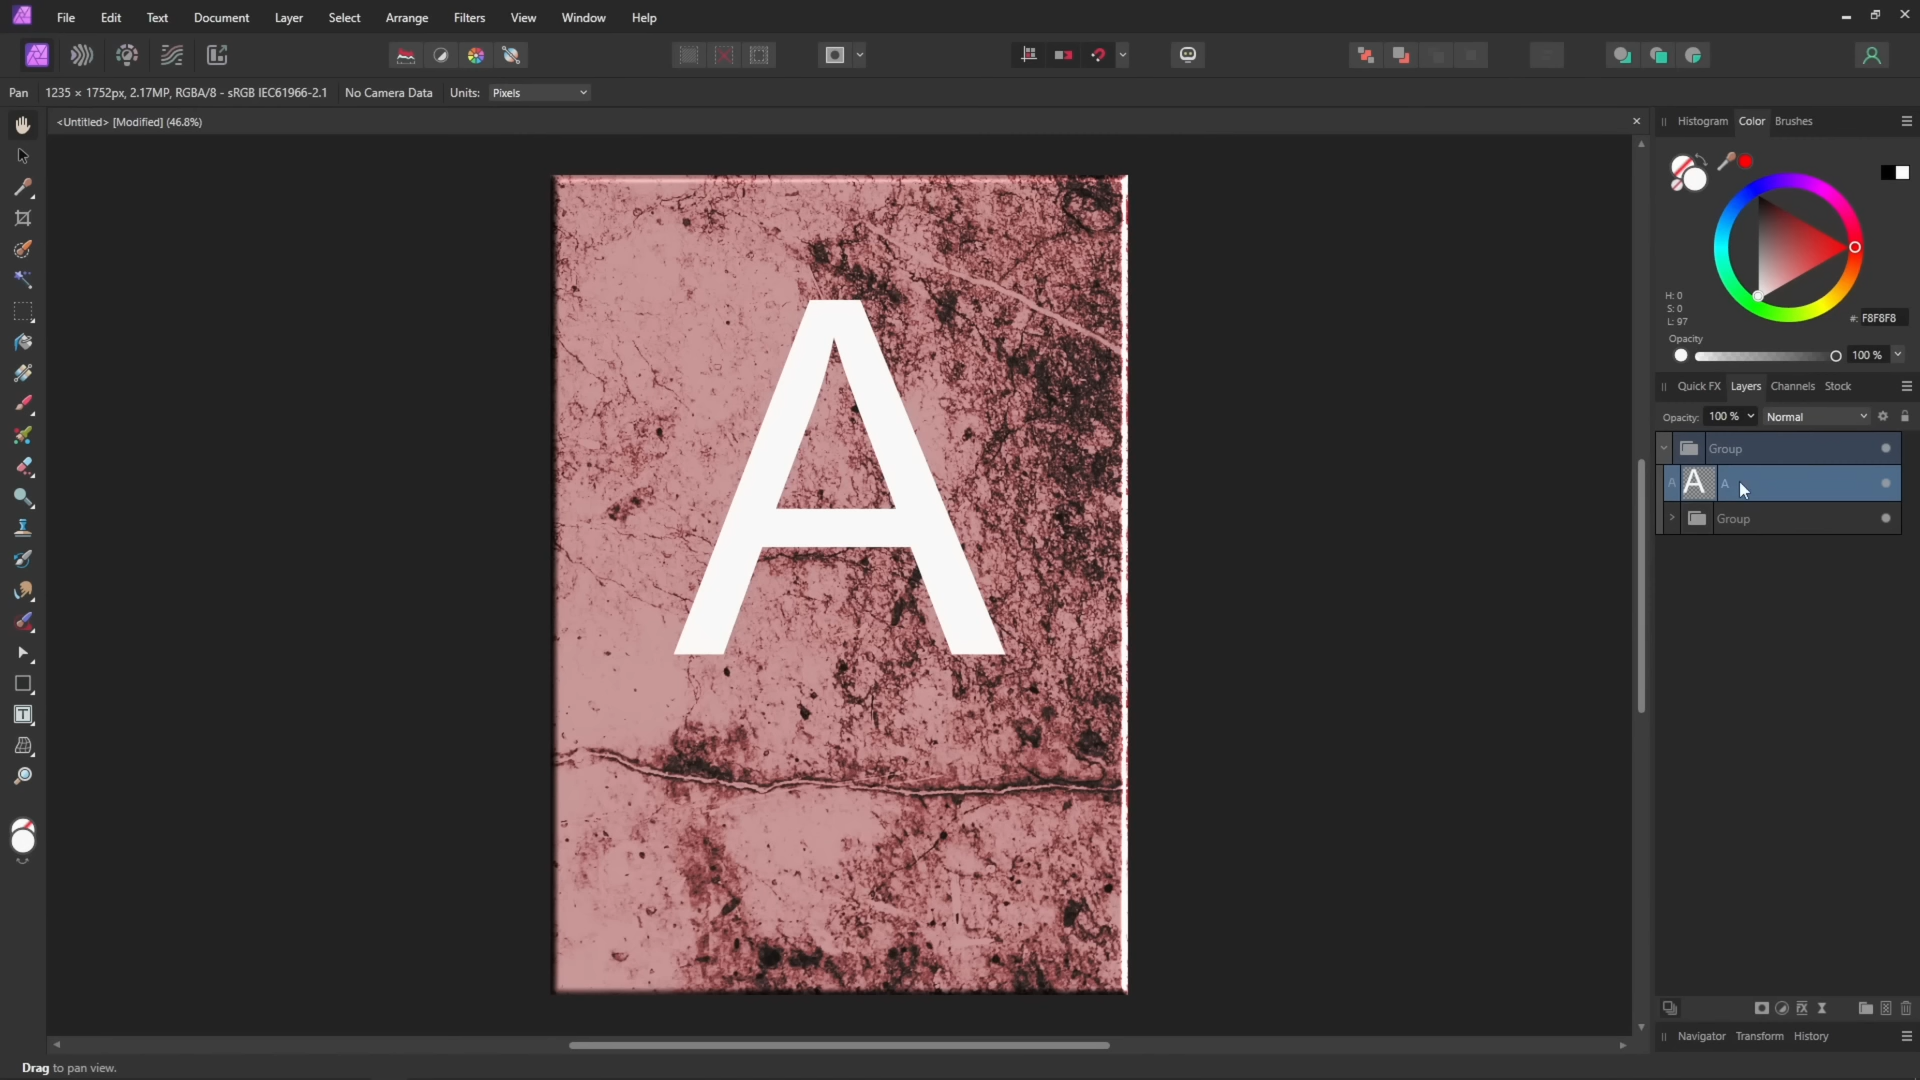 File Edit Text Document Layer Select Arrange Filters View Window Help
Pan 1235 × 1752px, 2.17MP, RGBA/8 - sRGB IEC61966-2.1 No Camera Data Units: Pixels
<Untitled> [Modified] (46.8%)
Histogram Color Brushes
H: 0
S: 0
L: 97
#: F8F8F8
Opacity
100 %
Quick FX Layers Channels Stock
Opacity: 100 % Normal
Group
A A A
Group
A
Navigator Transform History
Drag to pan view.